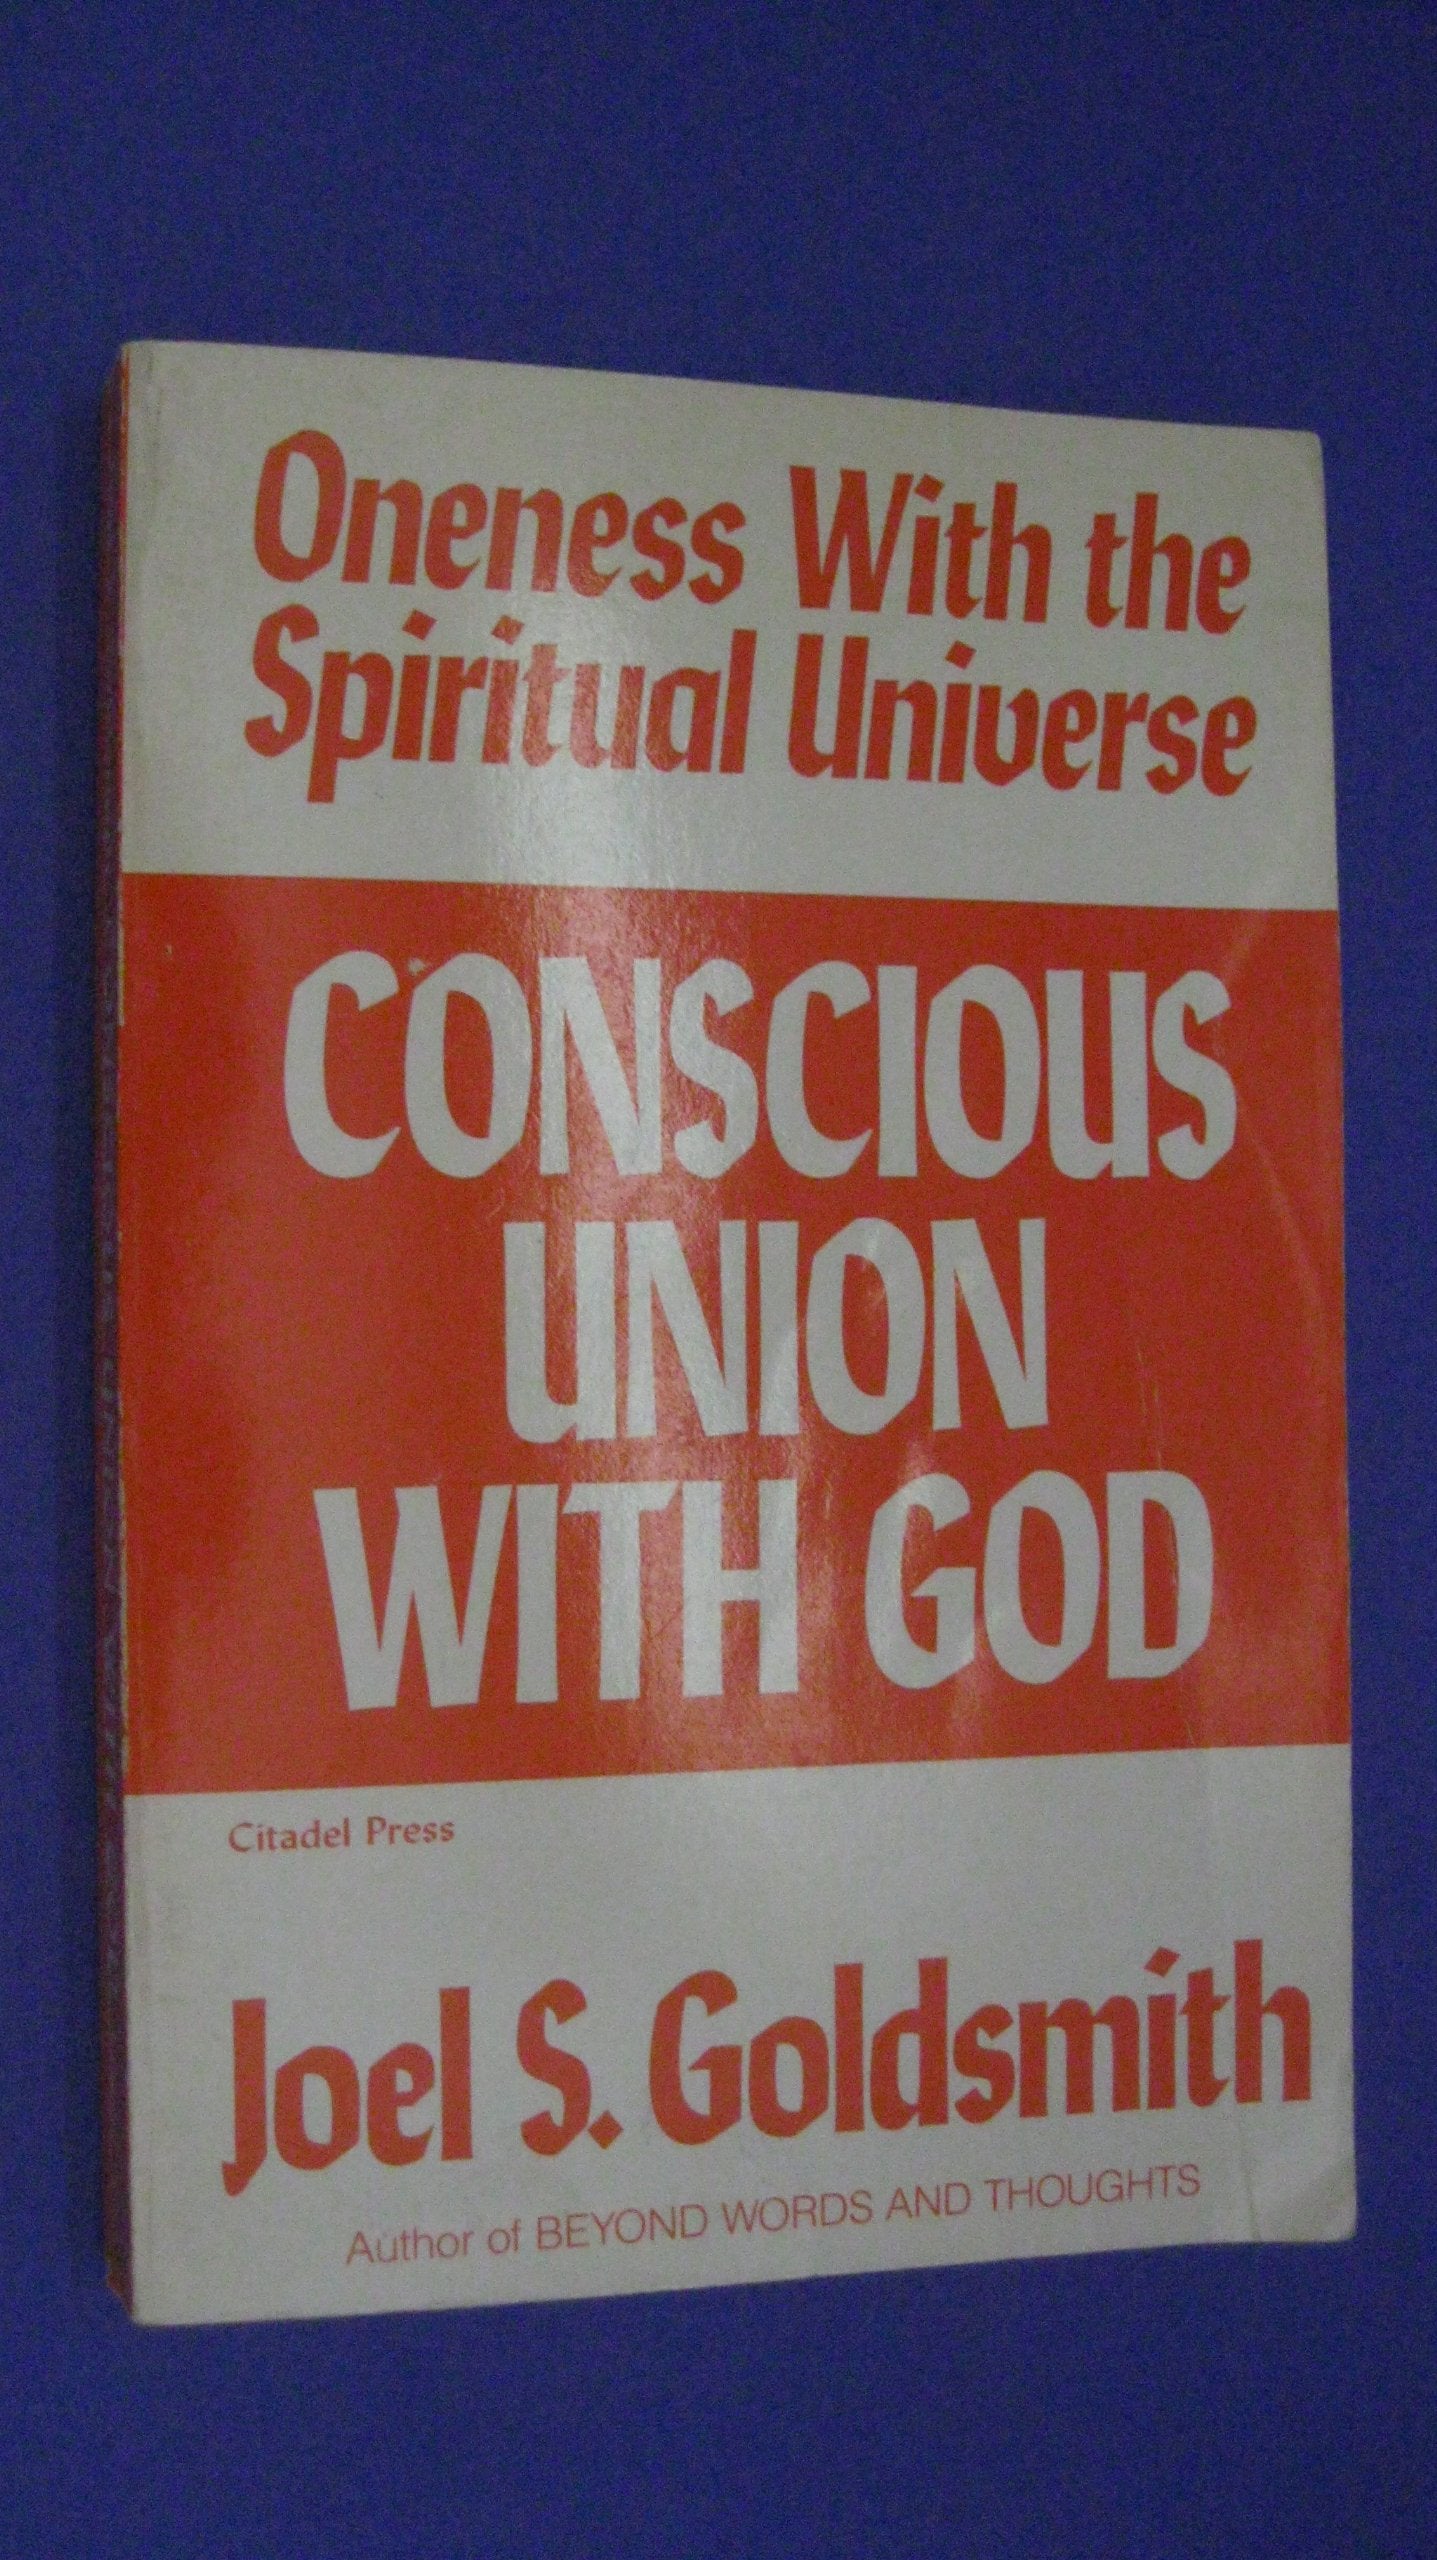 Oneness With the
Spiritual Universe
CONSCIOUS
UNION
WITH GOD
Citadel Press
Joel S. Goldsmith
Author of BEYOND WORDS AND THOUGHTS